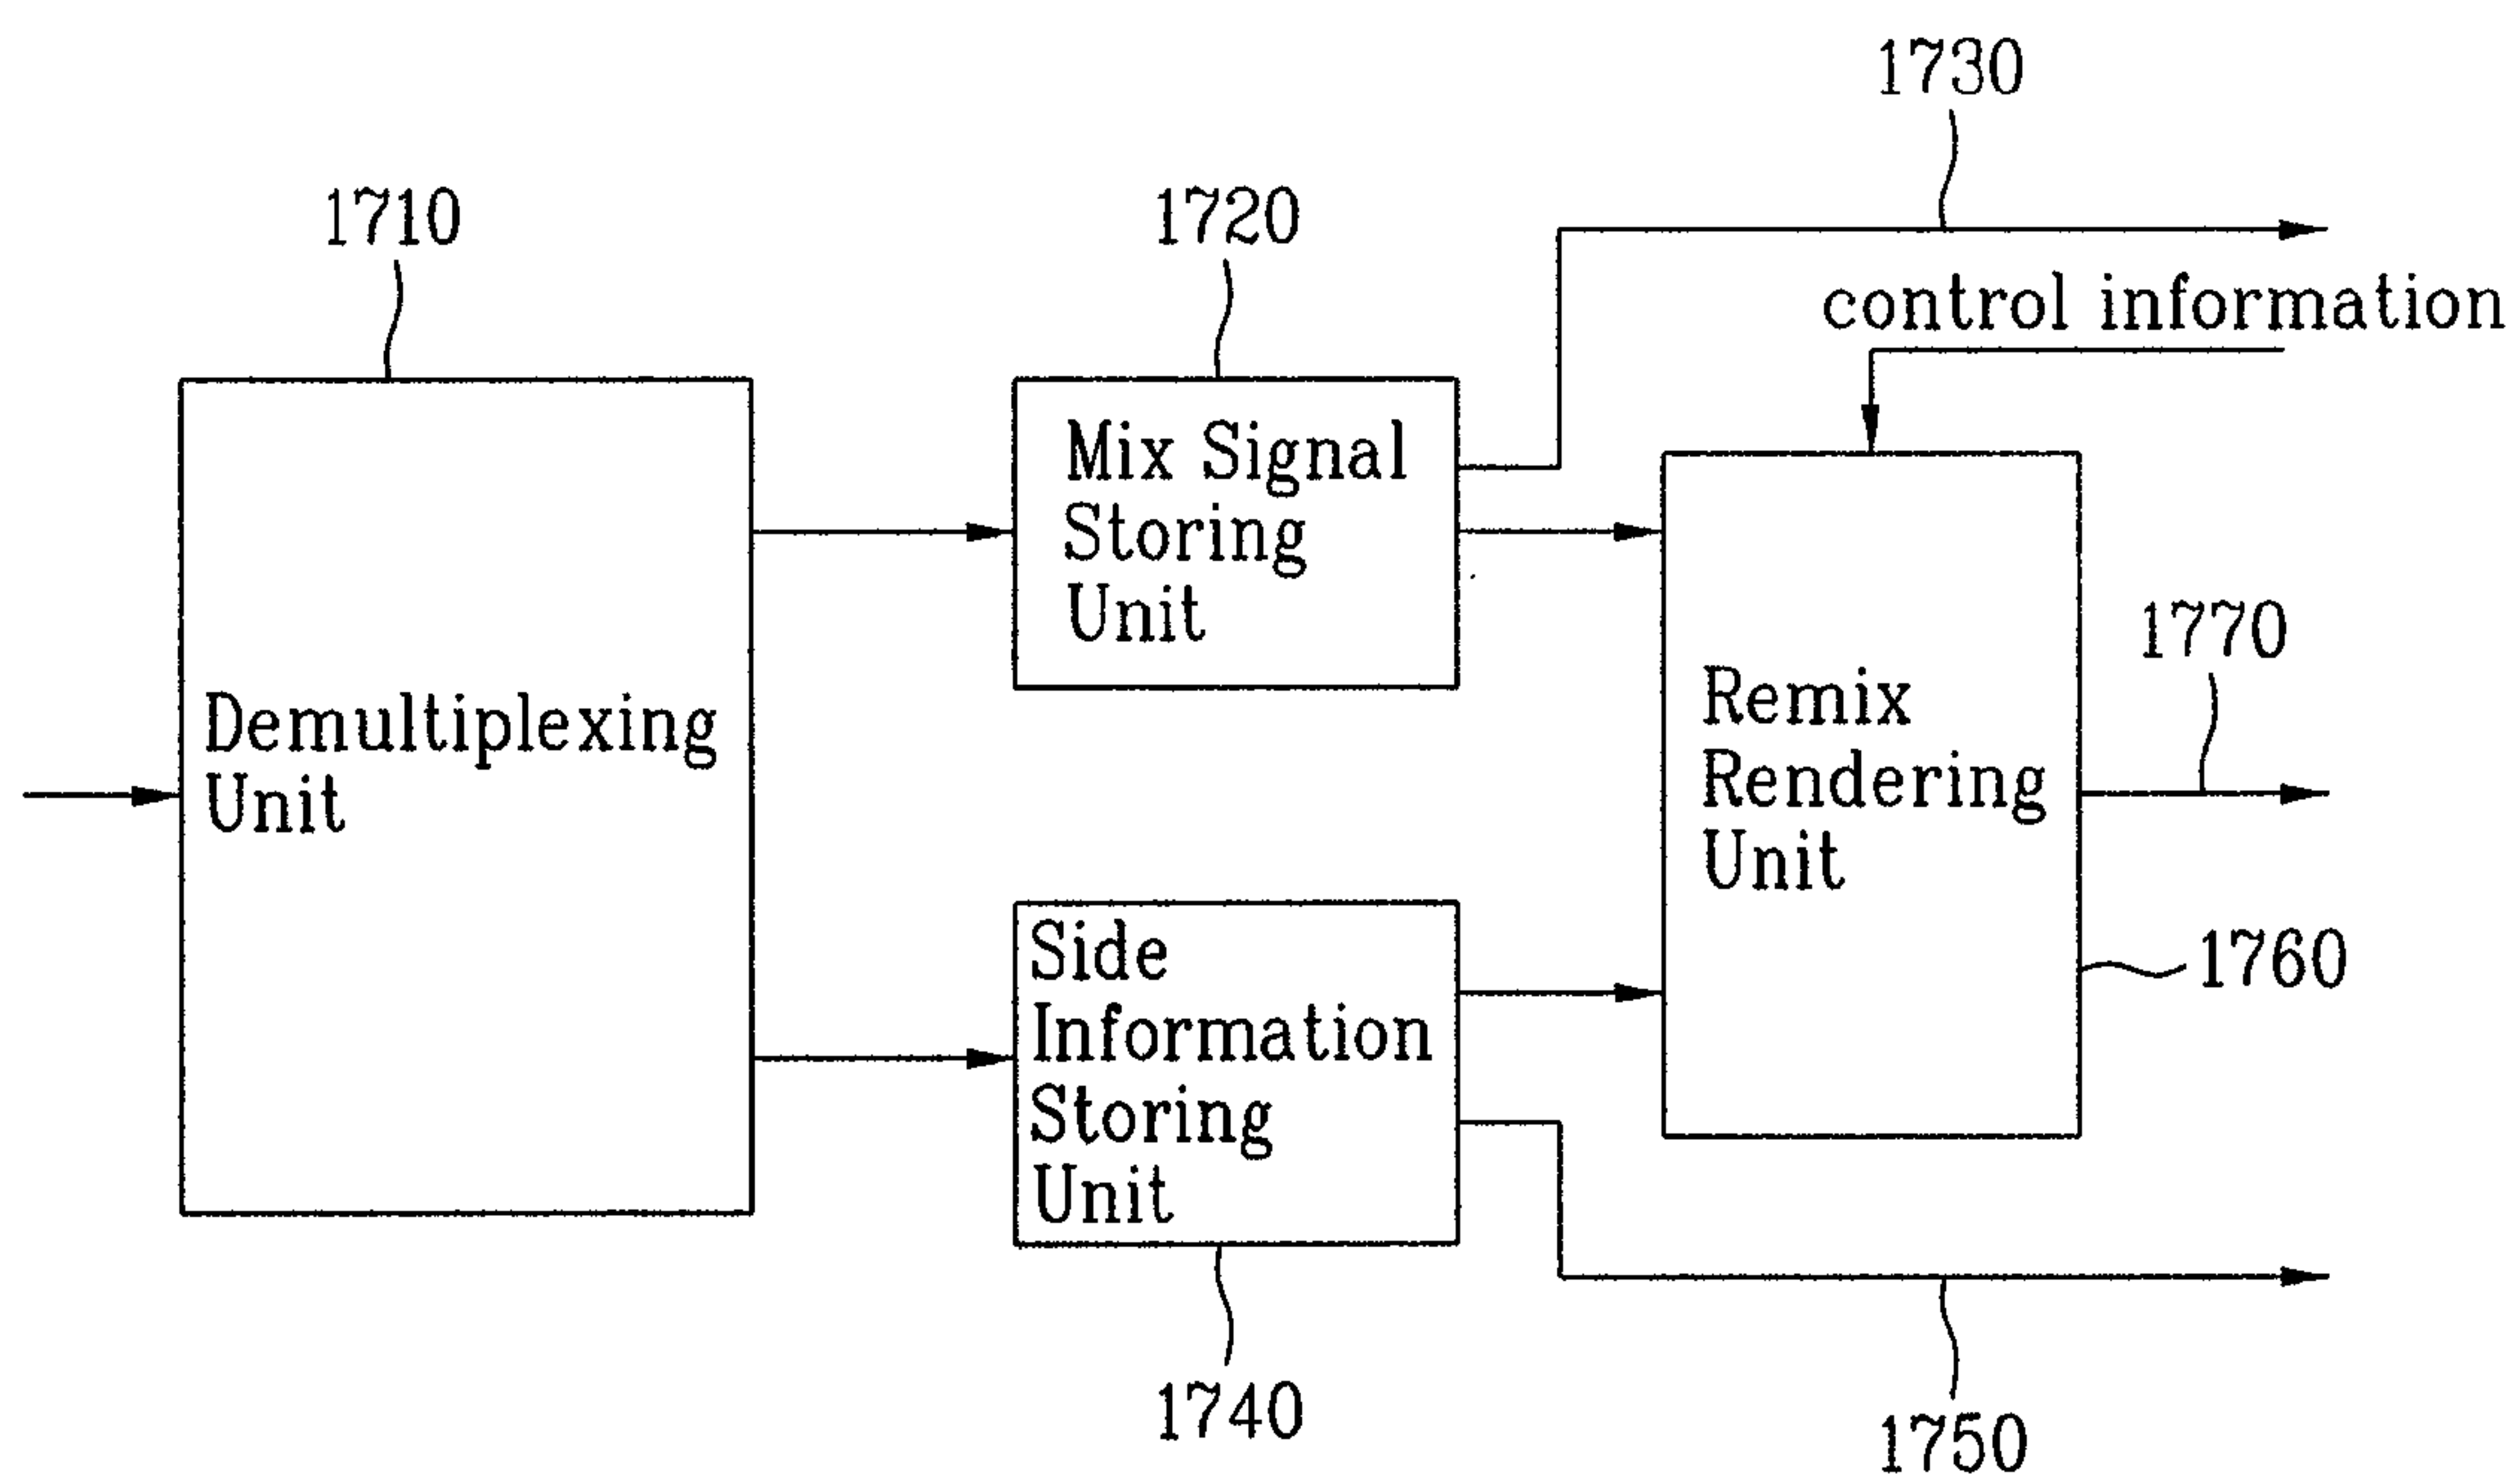 1730
1710
1720
control information
Mix Signal
Storing
Unit
1770
Demultiplexing
Unit
Remix
Rendering
Unit
1760
Side
Information
Storing
Unit
1740
1750